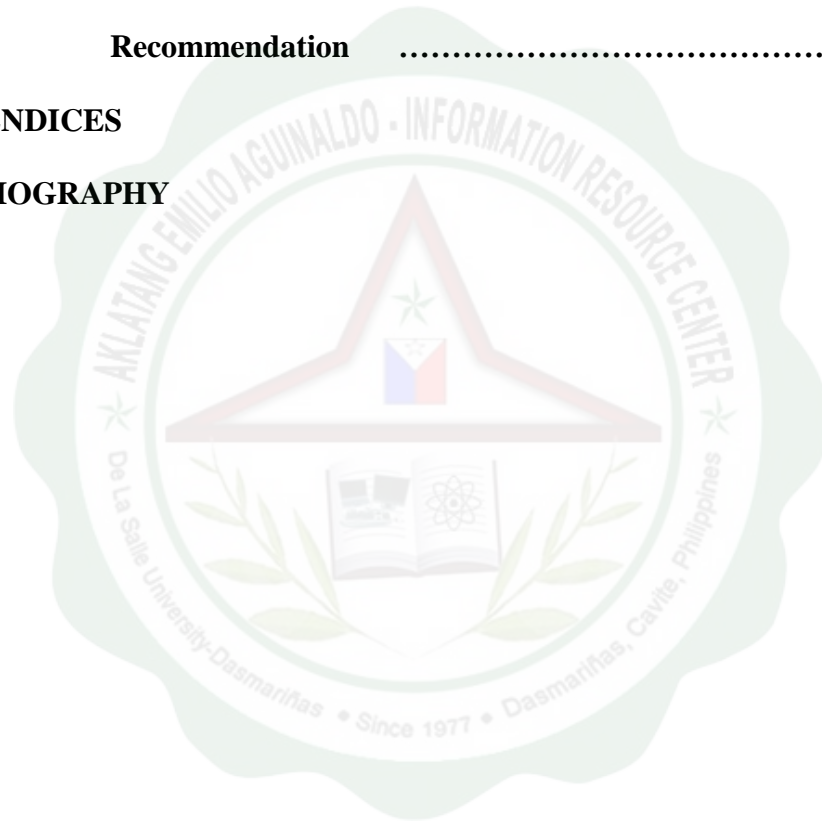 Recommendation …………………………………
NDICES
IOGRAPHY
AKLATANG EMILIO AGUINALDO - INFORMATION RESOURCE CENTER
De La Salle University-Dasmariñas • Since 1977 • Dasmariñas, Cavite, Philippines